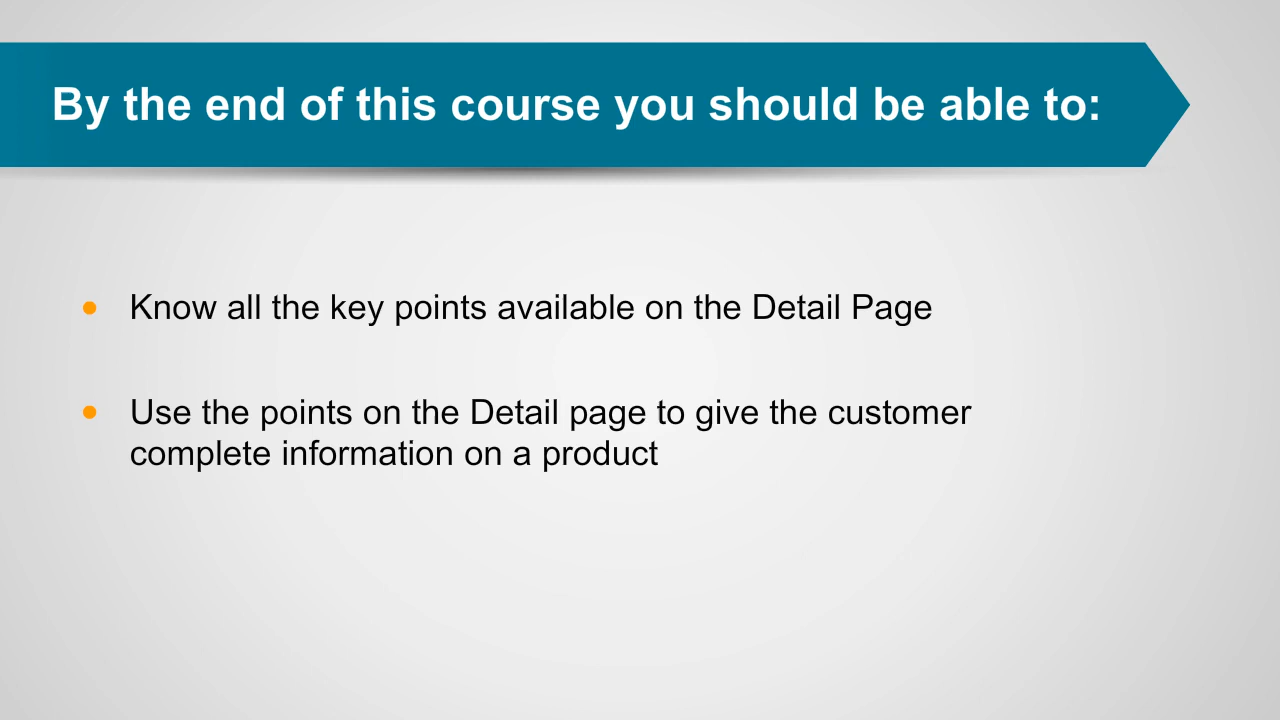 By the end of this course you should be able to:
Know all the key points available on the Detail Page
Use the points on the Detail page to give the customer
complete information on a product